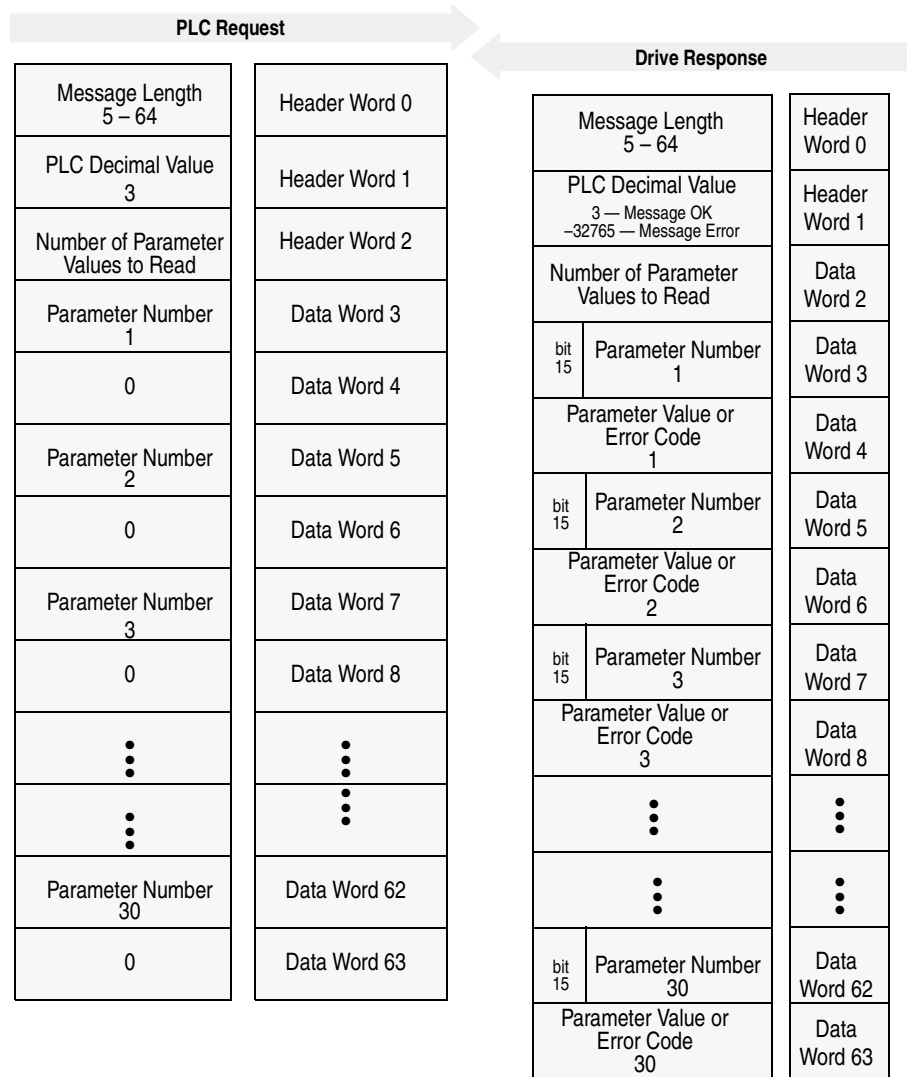 PLC Request
Message Length
5 – 64
Header Word 0
PLC Decimal Value
3
Header Word 1
Number of Parameter
Values to Read
Header Word 2
Parameter Number
1
Data Word 3
0
Data Word 4
Parameter Number
2
Data Word 5
0
Data Word 6
Parameter Number
3
Data Word 7
0
Data Word 8
Parameter Number
30
Data Word 62
0
Data Word 63
Drive Response
Message Length
5 – 64
Header
Word 0
PLC Decimal Value
3 — Message OK
–32765 — Message Error
Header
Word 1
Number of Parameter
Values to Read
Data
Word 2
bit
15
Parameter Number
1
Data
Word 3
Parameter Value or
Error Code
1
Data
Word 4
bit
15
Parameter Number
2
Data
Word 5
Parameter Value or
Error Code
2
Data
Word 6
bit
15
Parameter Number
3
Data
Word 7
Parameter Value or
Error Code
3
Data
Word 8
bit
15
Parameter Number
30
Data
Word 62
Parameter Value or
Error Code
30
Data
Word 63